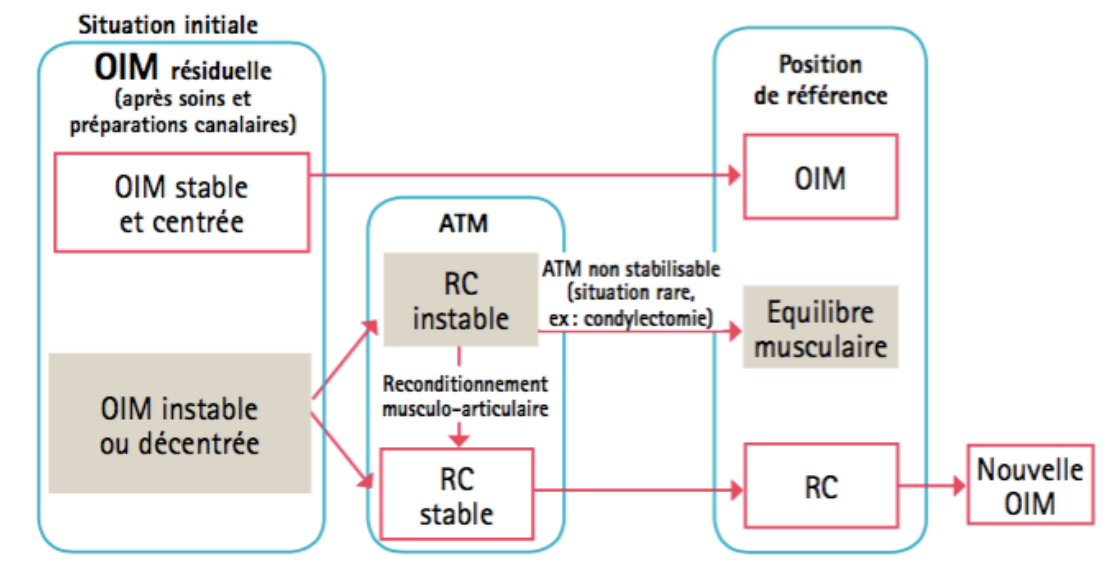 Situation initiale
OIM résiduelle
(après soins et
préparations canalaires)
OIM stable
et centrée
OIM instable
ou décentrée
ATM
RC
instable
Reconditionnement
musculo-articulaire
RC
stable
ATM non stabilisable
(situation rare,
ex : condylectomie)
Position
de référence
OIM
Equilibre
musculaire
RC
Nouvelle
OIM